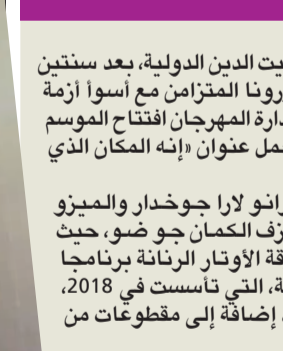 يت الدين الدولية، بعد سنتين
رونا المتزامن مع أسوأ أزمة
دارة المهرجان افتتاح الموسم
مل عنوان «إنه المكان الذي
رانو لارا جوخدار والميزو
زف الكمان جو ضو، حيث
قة الأوتار الرنانة برنامجا
ة، التي تأسست في 2018،
، إضافة إلى مقطوعات من